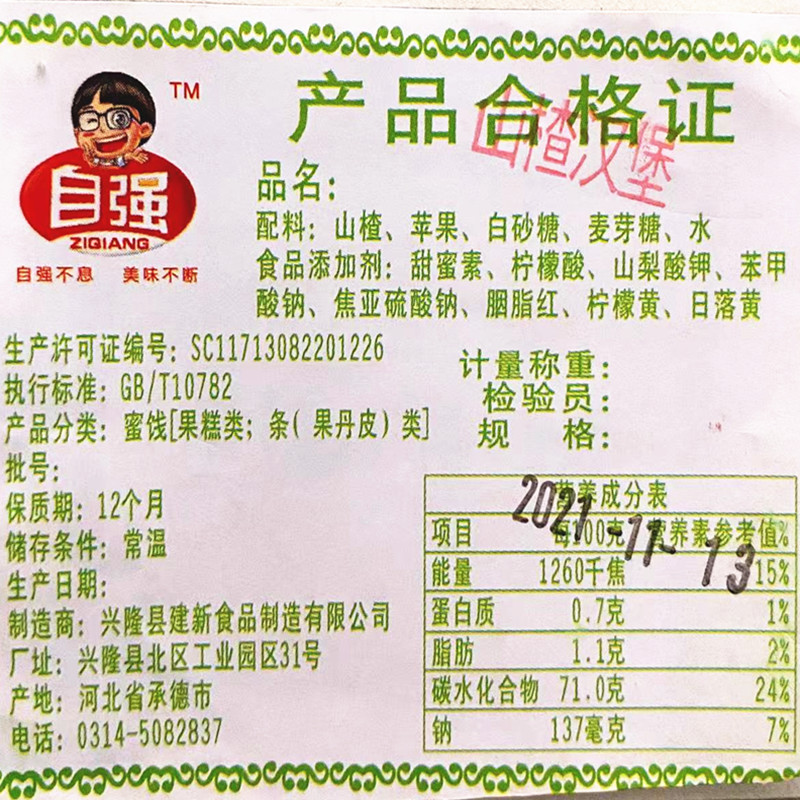 TM
产品合格证
自强
ZIQIANG
自强不息 美味不断
山楂汉堡
品名:
配料: 山楂、苹果、白砂糖、麦芽糖、水
食品添加剂: 甜蜜素、柠檬酸、山梨酸钾、苯甲
酸钠、焦亚硫酸钠、胭脂红、柠檬黄、日落黄
生产许可证编号: SC11713082201226
执行标准: GB/T10782
产品分类: 蜜饯[果糕类; 条( 果丹皮) 类]
批号:
保质期: 12个月
储存条件: 常温
生产日期:
制造商: 兴隆县建新食品制造有限公司
厂址: 兴隆县北区工业园区31号
产地: 河北省承德市
电话: 0314-5082837
计量称重:
检验员:
规 格:
2021-11-13
营养成分表
项目 每100克 营养素参考值%
能量 1260千焦 15%
蛋白质 0.7克 1%
脂肪 1.1克 2%
碳水化合物 71.0克 24%
钠 137毫克 7%